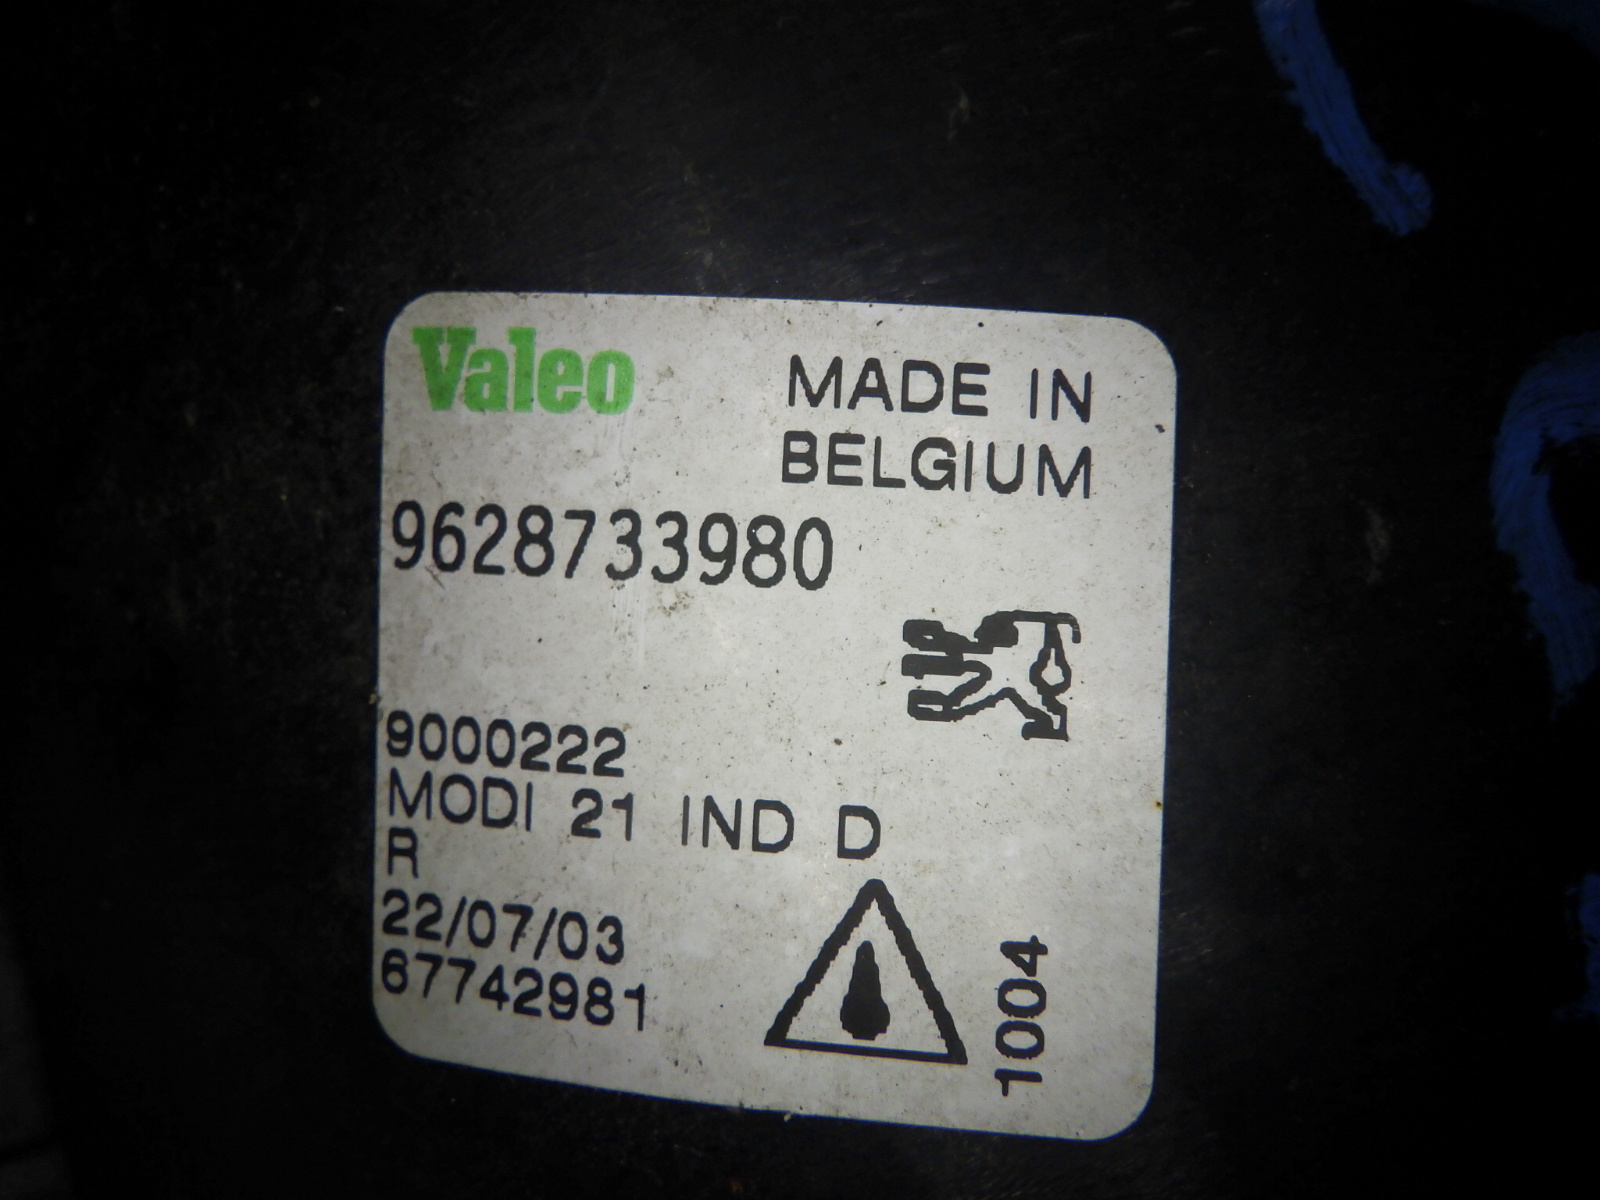 Valeo
MADE IN
BELGIUM
9628733980
9000222
MODI 21 IND D
R
22/07/03
67742981
1004